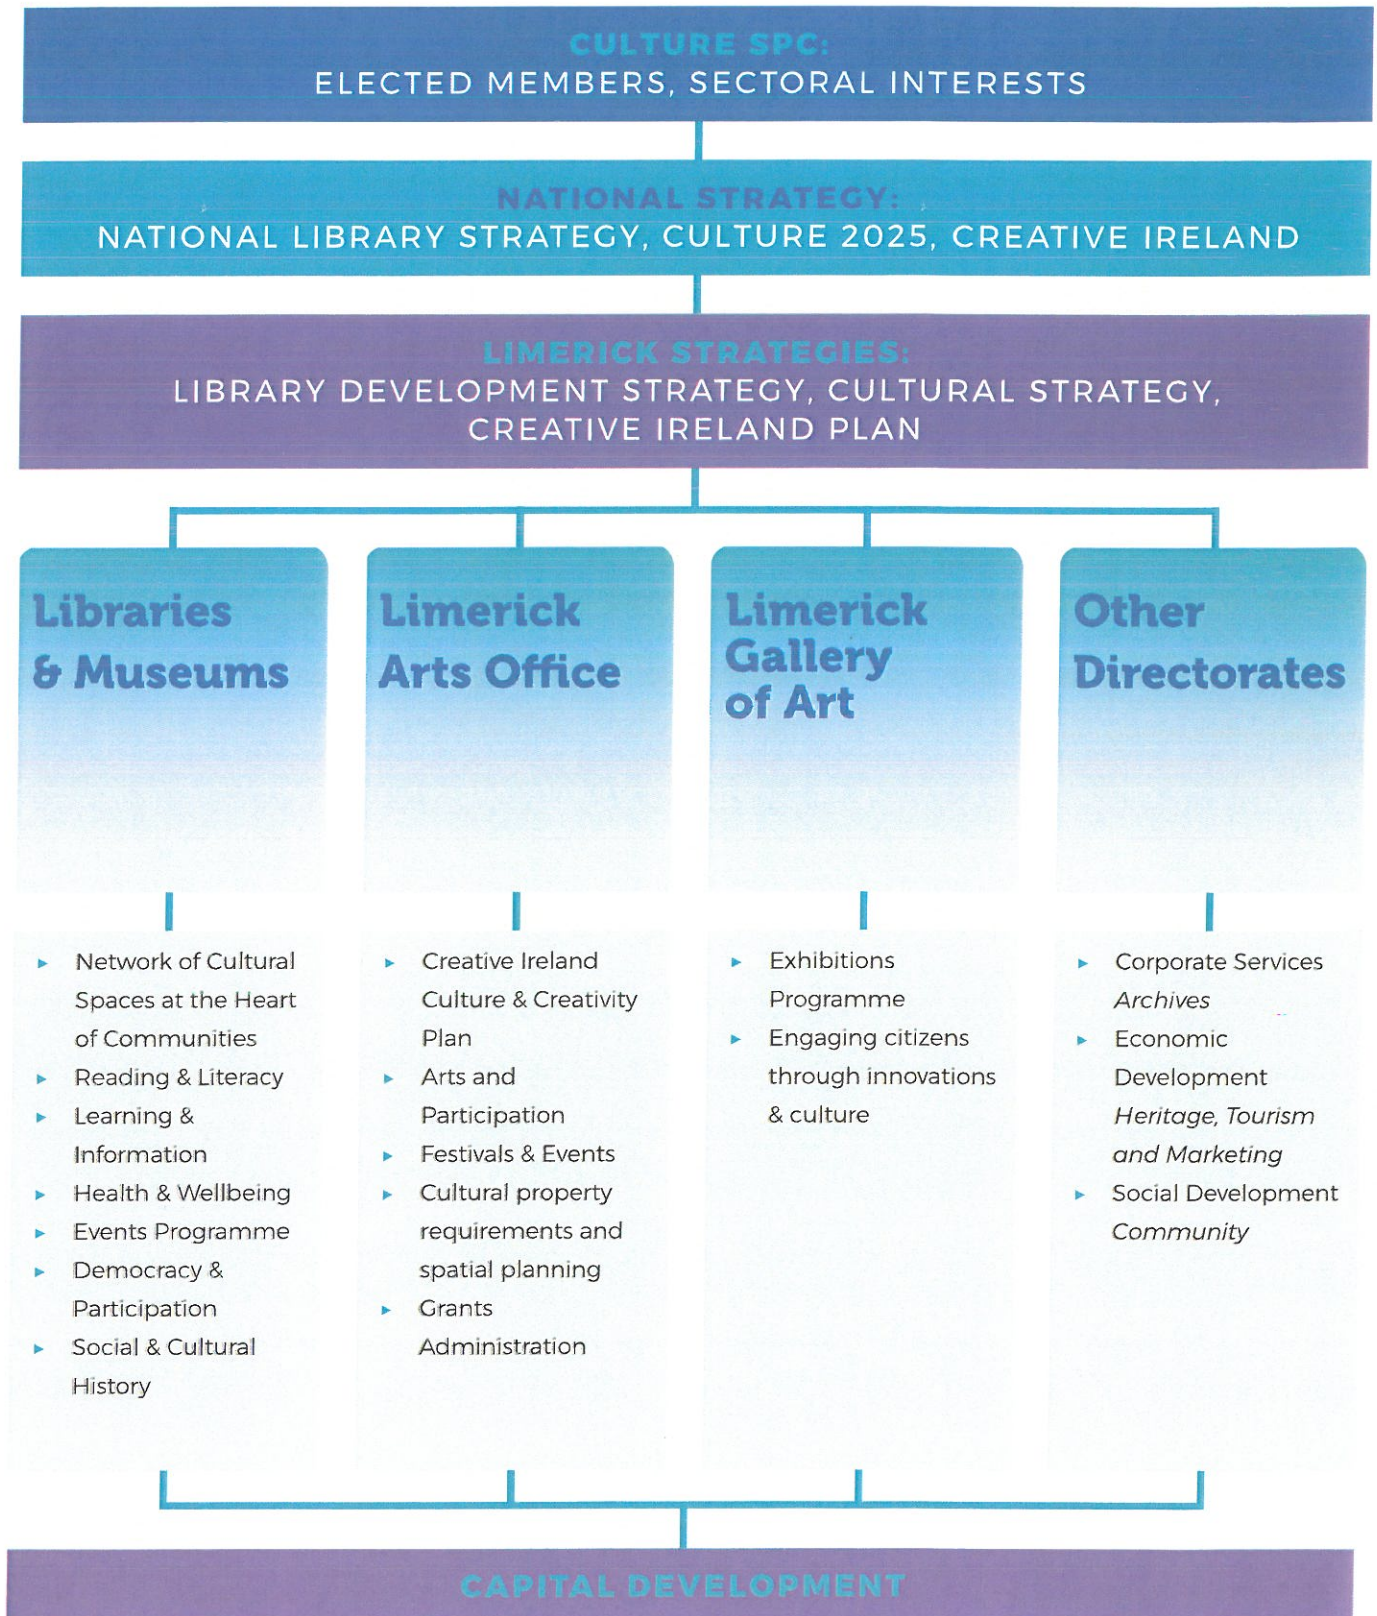 CULTURE SPC:
ELECTED MEMBERS, SECTORAL INTERESTS
NATIONAL STRATEGY:
NATIONAL LIBRARY STRATEGY, CULTURE 2025, CREATIVE IRELAND
LIMERICK STRATEGIES:
LIBRARY DEVELOPMENT STRATEGY, CULTURAL STRATEGY,
CREATIVE IRELAND PLAN
Libraries
& Museums
Limerick
Arts Office
Limerick
Gallery
of Art
Other
Directorates
▸ Network of Cultural
Spaces at the Heart
of Communities
▸ Reading & Literacy
▸ Learning &
Information
▸ Health & Wellbeing
▸ Events Programme
▸ Democracy &
Participation
▸ Social & Cultural
History
▸ Creative Ireland
Culture & Creativity
Plan
▸ Arts and
Participation
▸ Festivals & Events
▸ Cultural property
requirements and
spatial planning
▸ Grants
Administration
▸ Exhibitions
Programme
▸ Engaging citizens
through innovations
& culture
▸ Corporate Services
Archives
▸ Economic
Development
Heritage, Tourism
and Marketing
▸ Social Development
Community
CAPITAL DEVELOPMENT